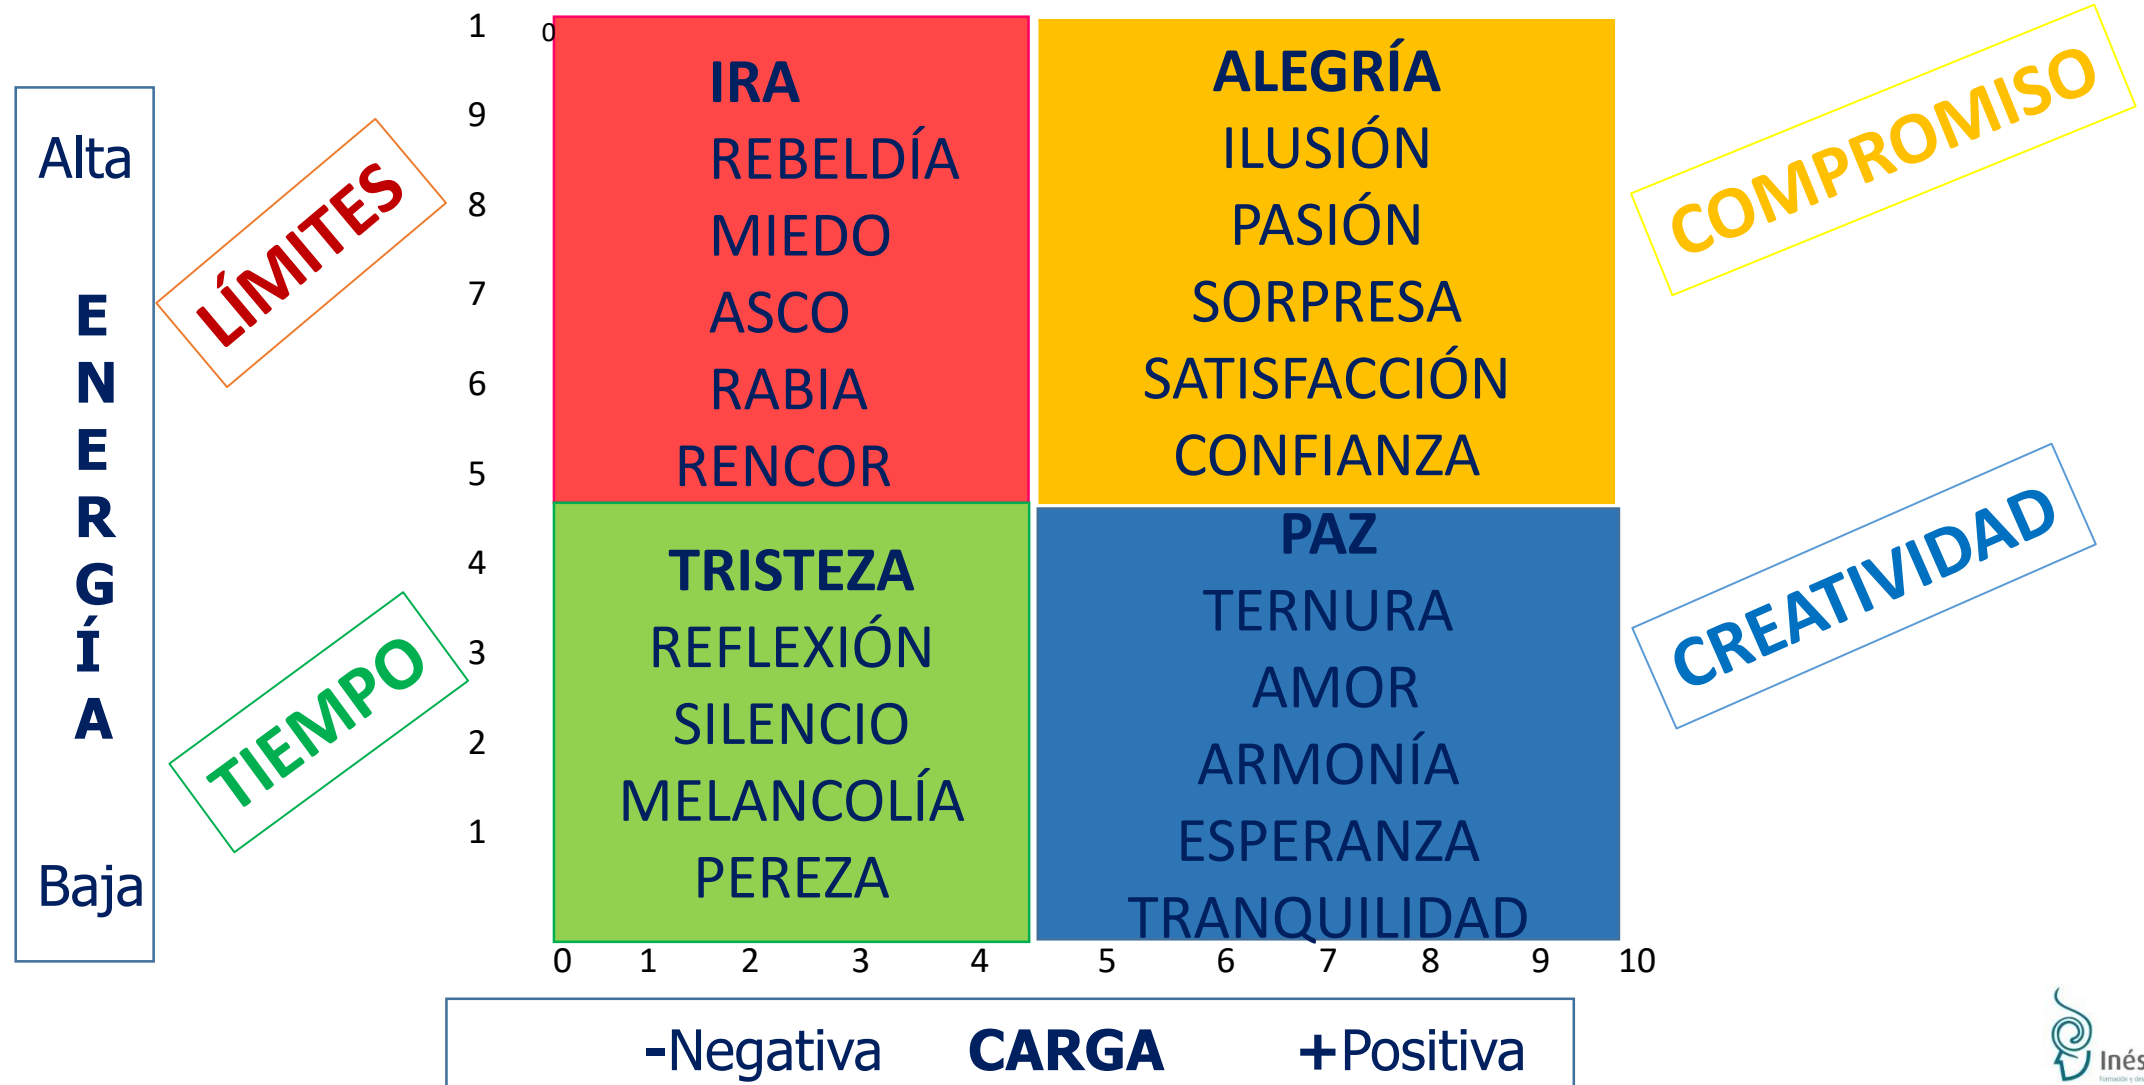 1
0
9
8
7
6
5
4
3
2
1
Alta
ENERGÍA
Baja
LÍMITES
TIEMPO
IRA
REBELDÍA
MIEDO
ASCO
RABIA
RENCOR
ALEGRÍA
ILUSIÓN
PASIÓN
SORPRESA
SATISFACCIÓN
CONFIANZA
COMPROMISO
TRISTEZA
REFLEXIÓN
SILENCIO
MELANCOLÍA
PEREZA
PAZ
TERNURA
AMOR
ARMONÍA
ESPERANZA
TRANQUILIDAD
CREATIVIDAD
0 1 2 3 4 5 6 7 8 9 10
-Negativa CARGA +Positiva
Inés